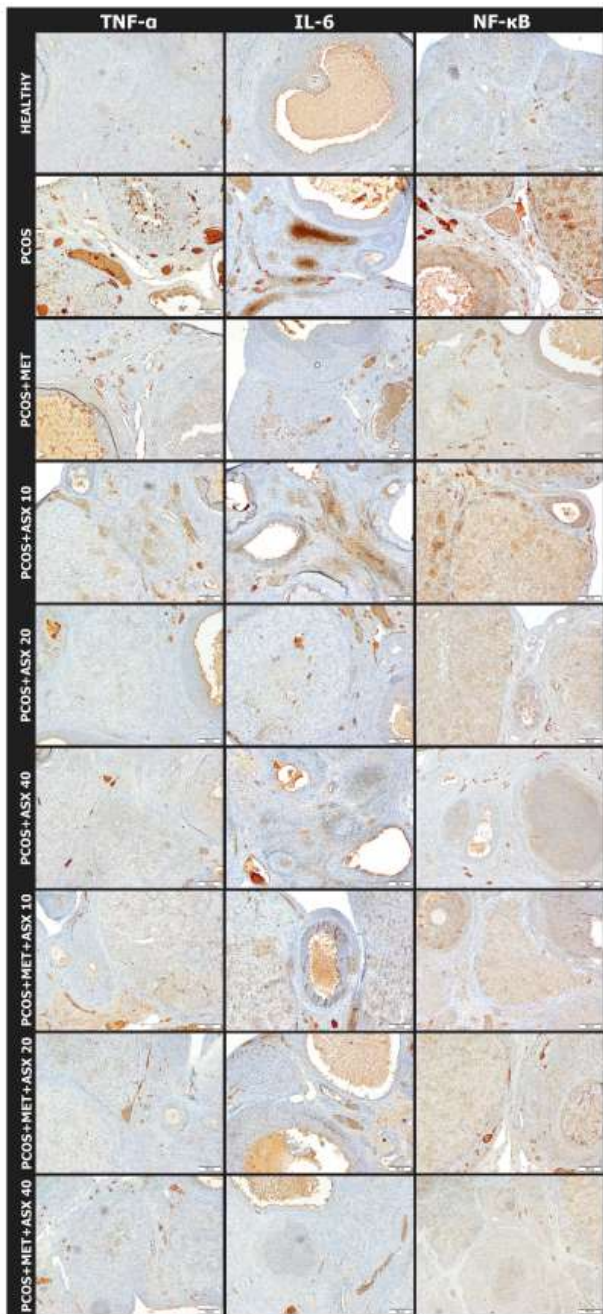 TNF-α IL-6 NF-κB
HEALTHY
PCOS
PCOS+MET
PCOS+ASX 10
PCOS+ASX 20
PCOS+ASX 40
PCOS+MET+ASX 10
PCOS+MET+ASX 20
PCOS+MET+ASX 40